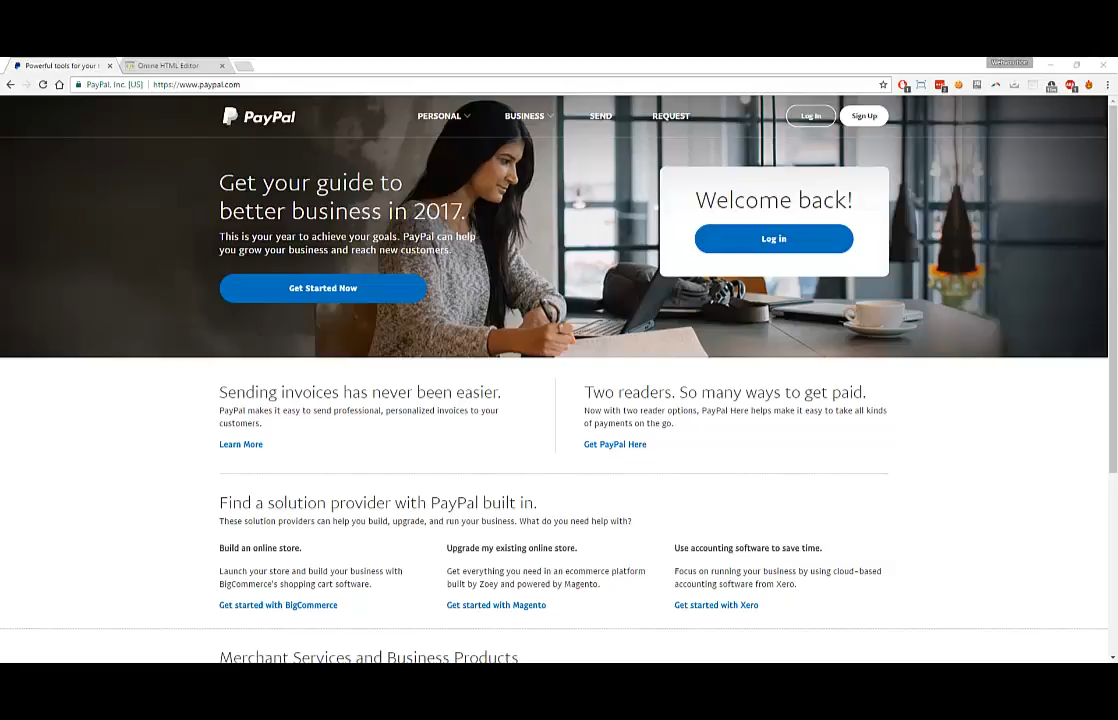 Powerful tools for your
Online HTML Editor
PayPal, Inc. [US]
https://www.paypal.com
PayPal
PERSONAL
BUSINESS
SEND
REQUEST
Log In
Sign Up
Get your guide to
better business in 2017.
This is your year to achieve your goals. PayPal can help
you grow your business and reach new customers.
Get Started Now
Welcome back!
Log in
Sending invoices has never been easier.
PayPal makes it easy to send professional, personalized invoices to your
customers.
Learn More
Two readers. So many ways to get paid.
Now with two reader options, PayPal Here helps make it easy to take all kinds
of payments on the go.
Get PayPal Here
Find a solution provider with PayPal built in.
These solution providers can help you build, upgrade, and run your business. What do you need help with?
Build an online store.
Launch your store and build your business with
BigCommerce's shopping cart software.
Get started with BigCommerce
Upgrade my existing online store.
Get everything you need in an ecommerce platform
built by Zoey and powered by Magento.
Get started with Magento
Use accounting software to save time.
Focus on running your business by using cloud-based
accounting software from Xero.
Get started with Xero
Merchant Services and Business Products